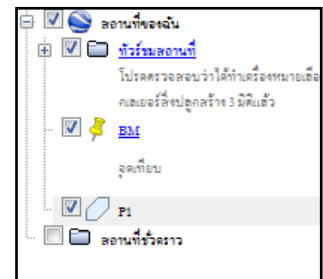 สถานที่ของฉัน
ทัวร์ชมสถานที่
โปรดตรวจสอบว่าได้ทำเครื่องหมายเลือ
กเลเยอร์สิ่งปลูกสร้าง 3 มิติแล้ว
BM
จุดเทียบ
P1
สถานที่ชั่วคราว